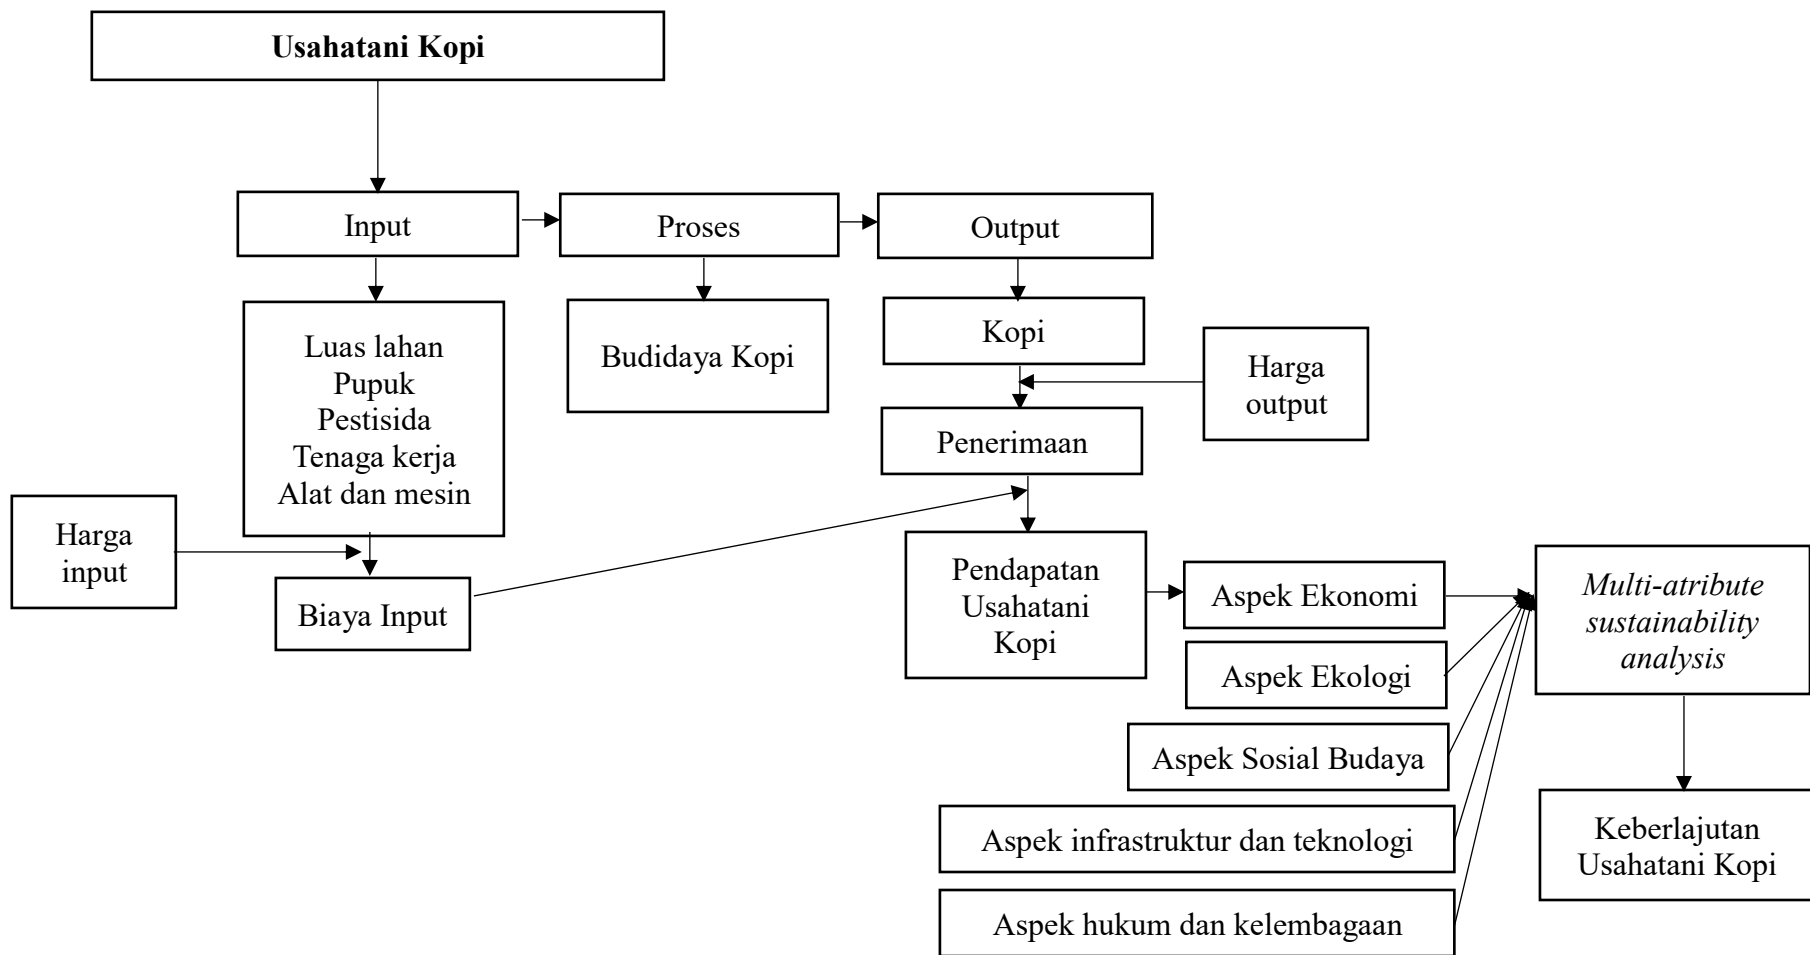 Usahatani Kopi
Input
Proses
Output
Luas lahan
Pupuk
Pestisida
Tenaga kerja
Alat dan mesin
Budidaya Kopi
Kopi
Harga
output
Penerimaan
Harga
input
Biaya Input
Pendapatan
Usahatani
Kopi
Aspek Ekonomi
Aspek Ekologi
Aspek Sosial Budaya
Aspek infrastruktur dan teknologi
Aspek hukum dan kelembagaan
Multi-atribute
sustainability
analysis
Keberlajutan
Usahatani Kopi